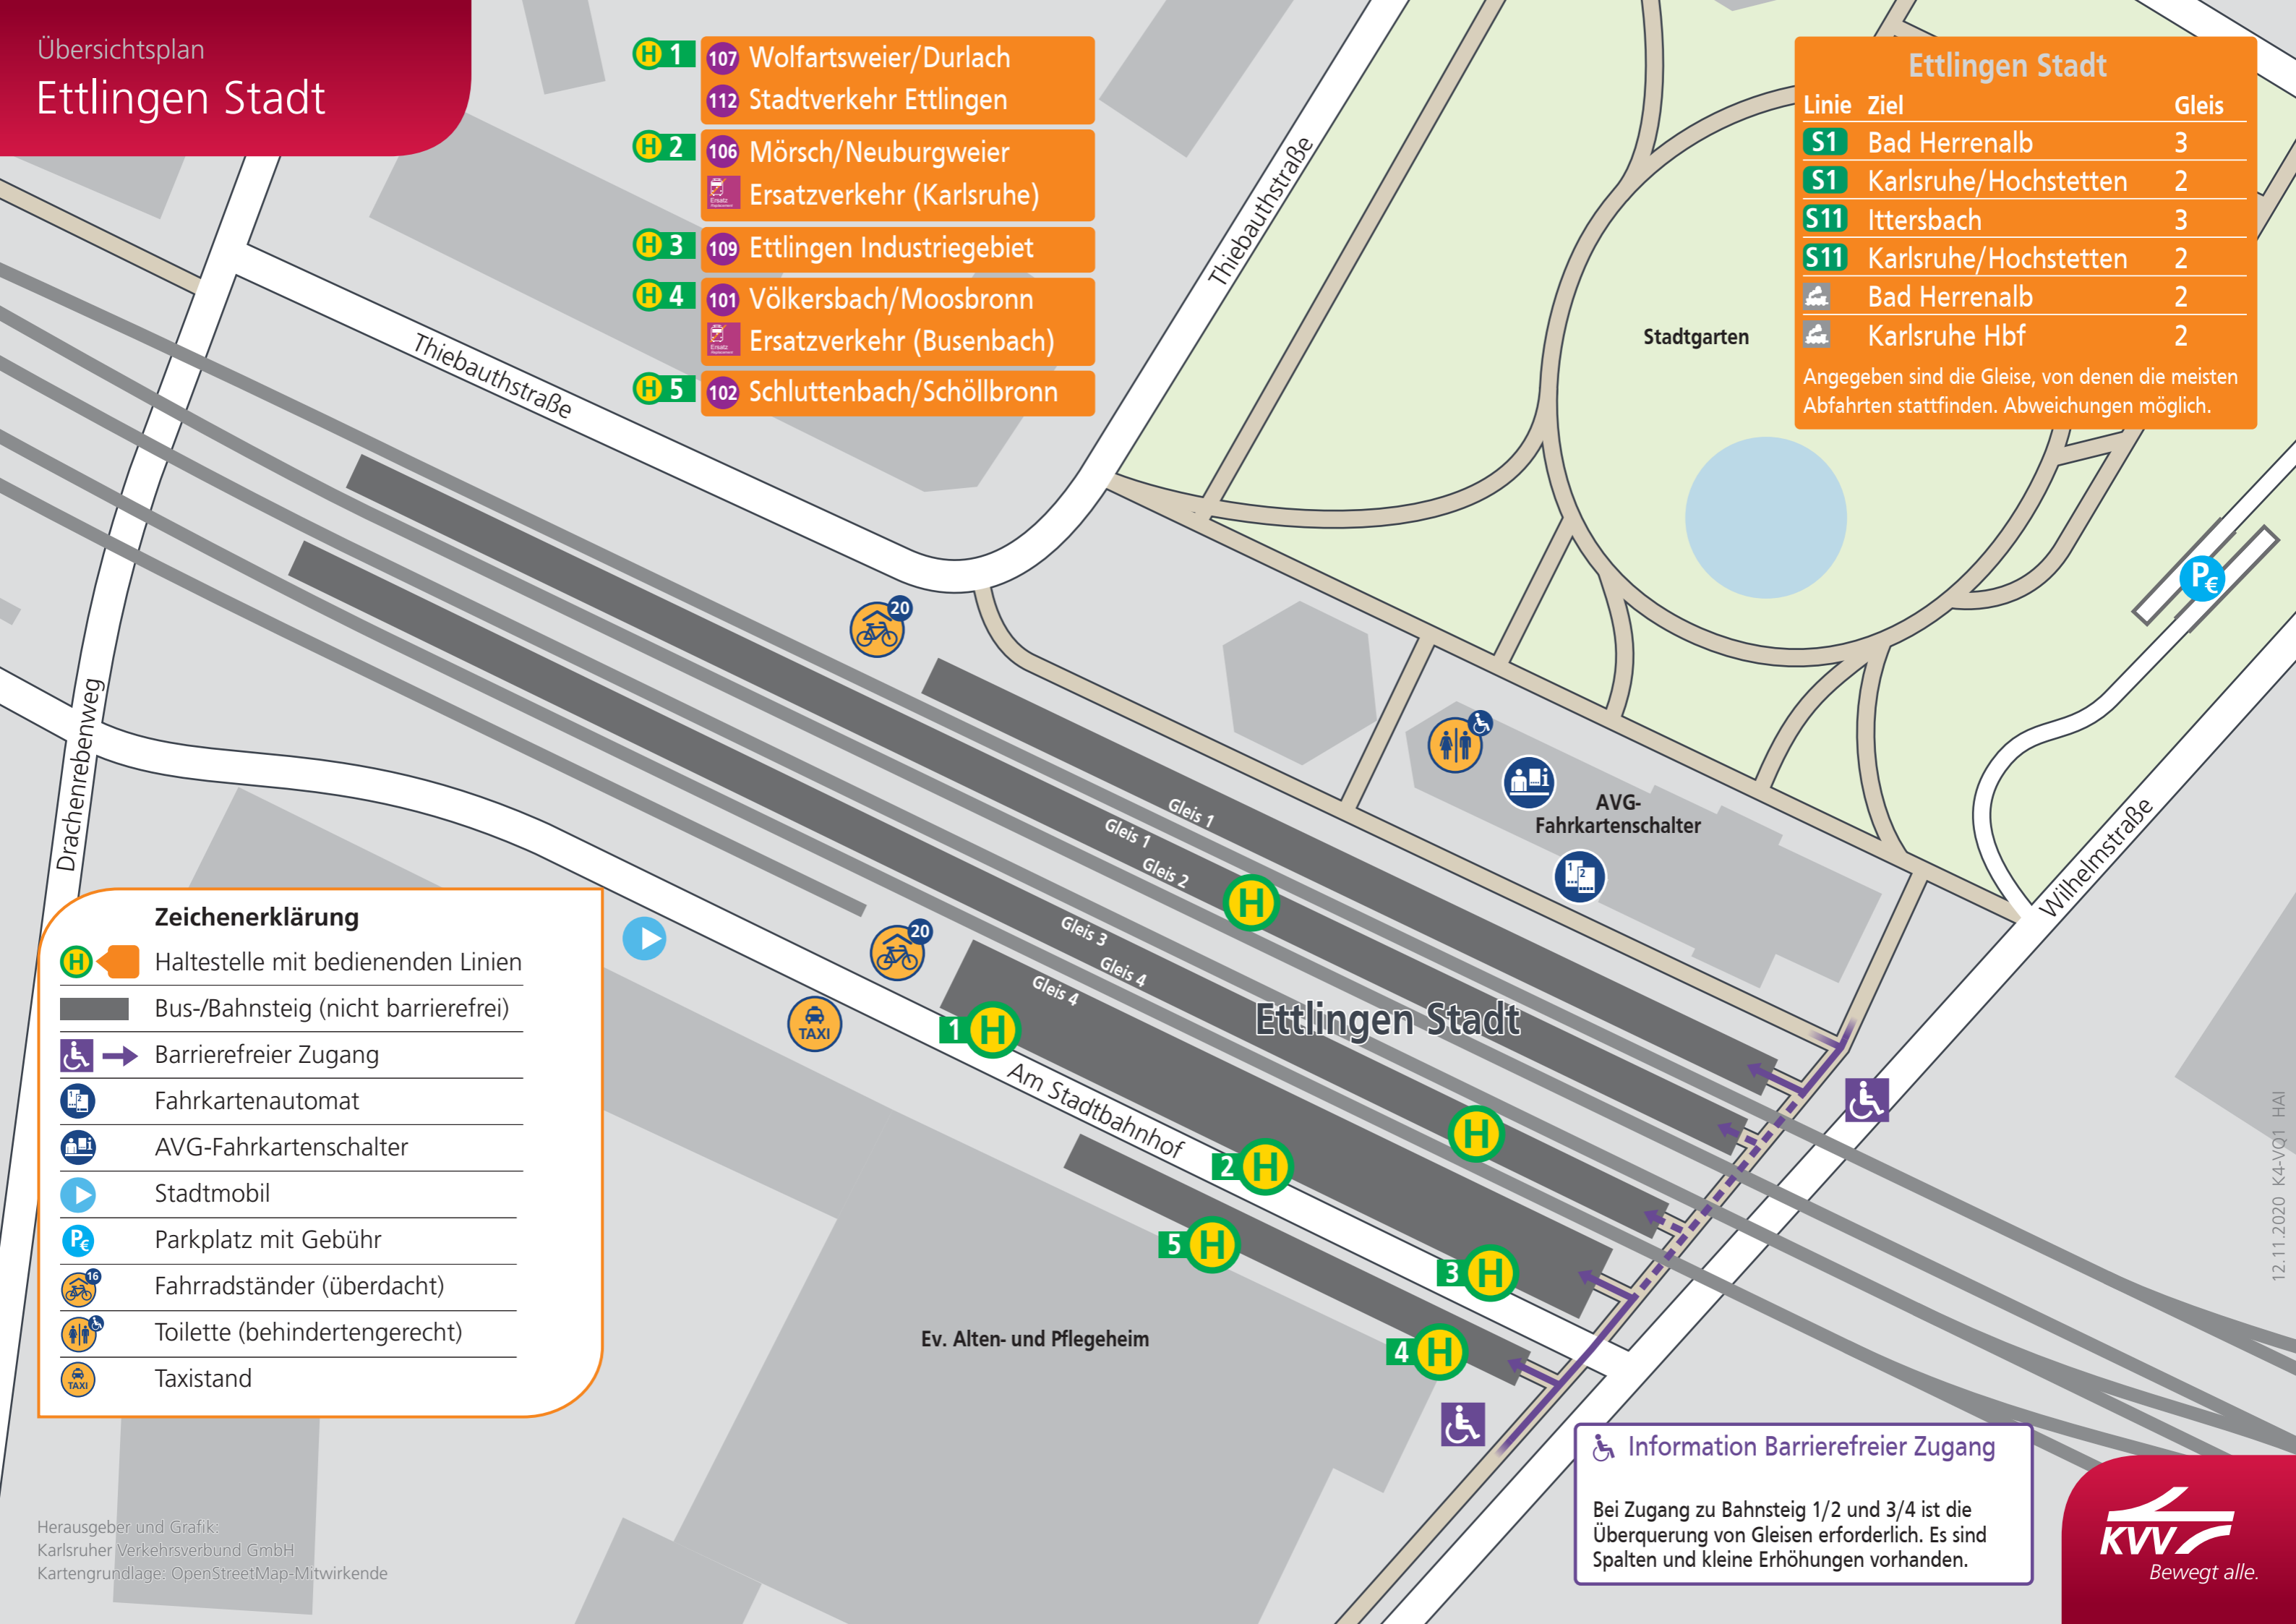 Übersichtsplan
Ettlingen Stadt
H 1
107 Wolfartsweier/Durlach
112 Stadtverkehr Ettlingen
H 2
106 Mörsch/Neuburgweier
Ersatz Ersatzverkehr (Karlsruhe)
H 3
109 Ettlingen Industriegebiet
H 4
101 Völkersbach/Moosbronn
Ersatz Ersatzverkehr (Busenbach)
H 5
102 Schluttenbach/Schöllbronn
Ettlingen Stadt
Linie Ziel Gleis
S1 Bad Herrenalb 3
S1 Karlsruhe/Hochstetten 2
S11 Ittersbach 3
S11 Karlsruhe/Hochstetten 2
Bad Herrenalb 2
Karlsruhe Hbf 2
Angegeben sind die Gleise, von denen die meisten
Abfahrten stattfinden. Abweichungen möglich.
Thiebauthstraße
Thiebauthstraße
Stadtgarten
P€
20
Drachenrebenweg
AVG-
Fahrkartenschalter
1 2
Wilhelmstraße
Gleis 1
Gleis 1
Gleis 2
H
Gleis 3
Gleis 4
Gleis 4
20
TAXI
Ettlingen Stadt
1 H
Am Stadtbahnhof
H
2 H
5 H
3 H
4 H
Ev. Alten- und Pflegeheim
Zeichenerklärung
H Haltestelle mit bedienenden Linien
Bus-/Bahnsteig (nicht barrierefrei)
Barrierefreier Zugang
1 2 Fahrkartenautomat
i AVG-Fahrkartenschalter
Stadtmobil
P€ Parkplatz mit Gebühr
16 Fahrradständer (überdacht)
Toilette (behindertengerecht)
TAXI Taxistand
Information Barrierefreier Zugang
Bei Zugang zu Bahnsteig 1/2 und 3/4 ist die
Überquerung von Gleisen erforderlich. Es sind
Spalten und kleine Erhöhungen vorhanden.
12.11.2020 K4-VQ1 HAI
Herausgeber und Grafik:
Karlsruher Verkehrsverbund GmbH
Kartengrundlage: OpenStreetMap-Mitwirkende
KVV
Bewegt alle.